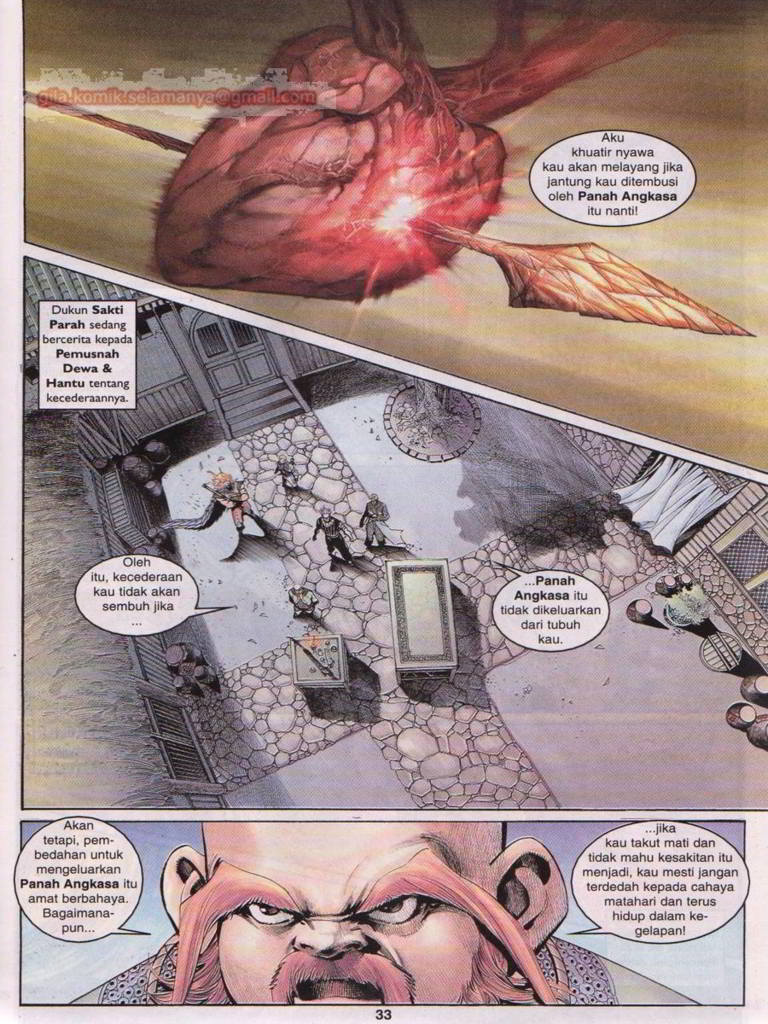 gila.komik.selamanya@gmail.com
Aku
khuatir nyawa
kau akan melayang jika
jantung kau ditembusi
oleh Panah Angkasa
itu nanti!
Dukun Sakti
Parah sedang
bercerita kepada
Pemusnah
Dewa &
Hantu tentang
kecederaannya.
Oleh
itu, kecederaan
kau tidak akan
sembuh jika
...
...Panah
Angkasa itu
tidak dikeluarkan
dari tubuh
kau.
Akan
tetapi, pem-
bedahan untuk
mengeluarkan
Panah Angkasa itu
amat berbahaya.
Bagaimana-
pun...
...jika
kau takut mati dan
tidak mahu kesakitan itu
menjadi, kau mesti jangan
terdedah kepada cahaya
matahari dan terus
hidup dalam ke-
gelapan!
33